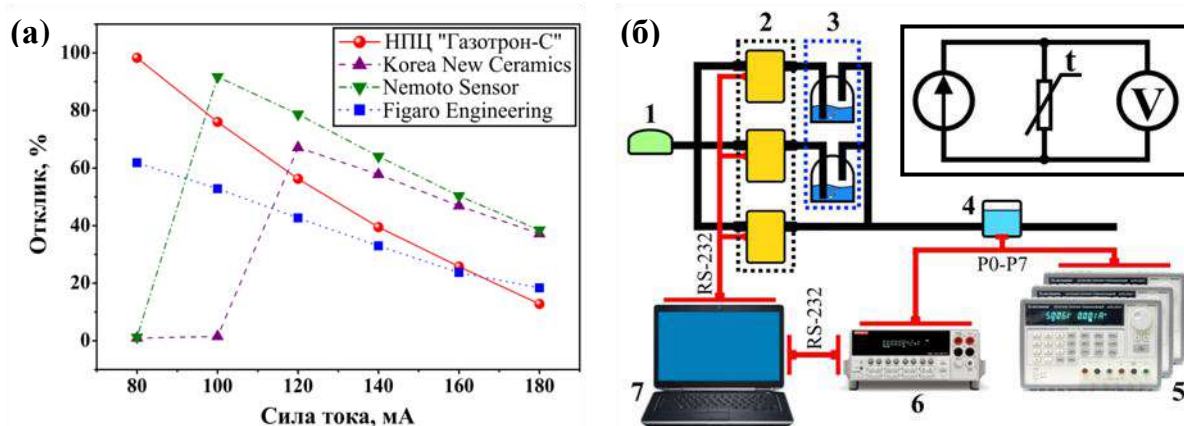 (а)
НПЦ "Газотрон-С"
Korea New Ceramics
Nemoto Sensor
Figaro Engineering
Отклик, %
100
80
60
40
20
0
80 100 120 140 160 180
Сила тока, мА
(б)
1
2
3
t
V
4
P0-P7
RS-232
RS-232
7
6
5